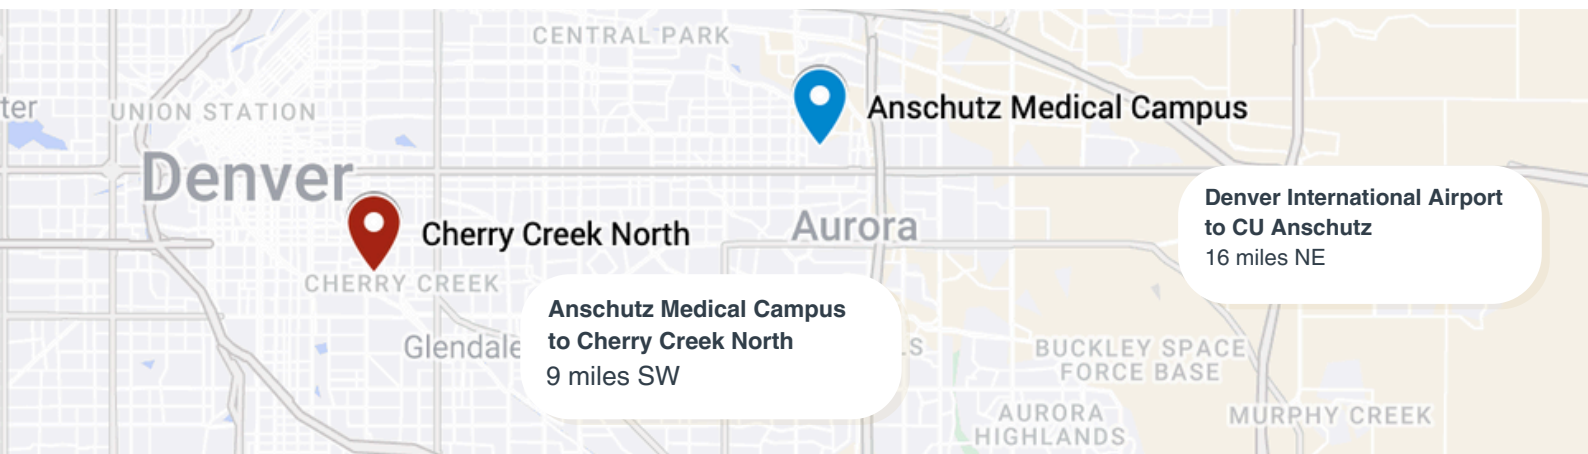 CENTRAL PARK
ter
UNION STATION
Anschutz Medical Campus
Denver
Cherry Creek North
Aurora
Denver International Airport
to CU Anschutz
16 miles NE
CHERRY CREEK
Anschutz Medical Campus
to Cherry Creek North
9 miles SW
Glendale
LS
BUCKLEY SPACE
FORCE BASE
AURORA
HIGHLANDS
MURPHY CREEK